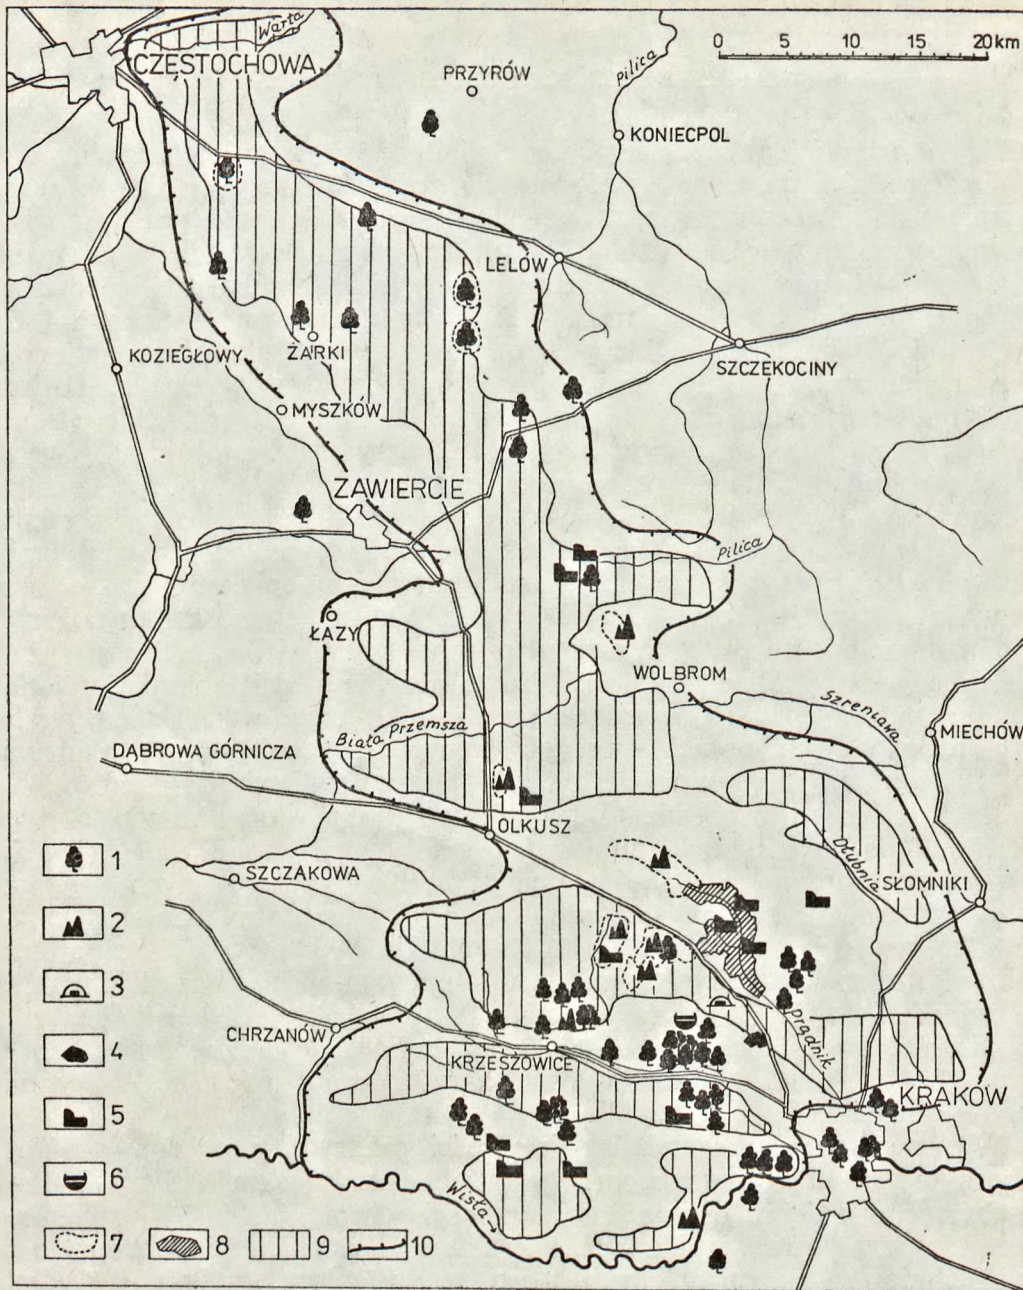 Warta
CZĘSTOCHOWA
PRZYRÓW
0 5 10 15 20 km
Pilica
KONIECPOL
LELÓW
KOZIEGŁOWY
ŻARKI
SZCZEKOCINY
MYSZKÓW
ZAWIERCIE
Pilica
ŁAZY
WOLBROM
Szreniawa
MIECHÓW
Biała Przemsza
DĄBROWA GÓRNICZA
OLKUSZ
SZCZAKOWA
Dłubnia
SŁOMNIKI
1
2
3
4
5
6
7 8 9 10
CHRZANÓW
KRZESZOWICE
Prądnik
KRAKÓW
Wisła